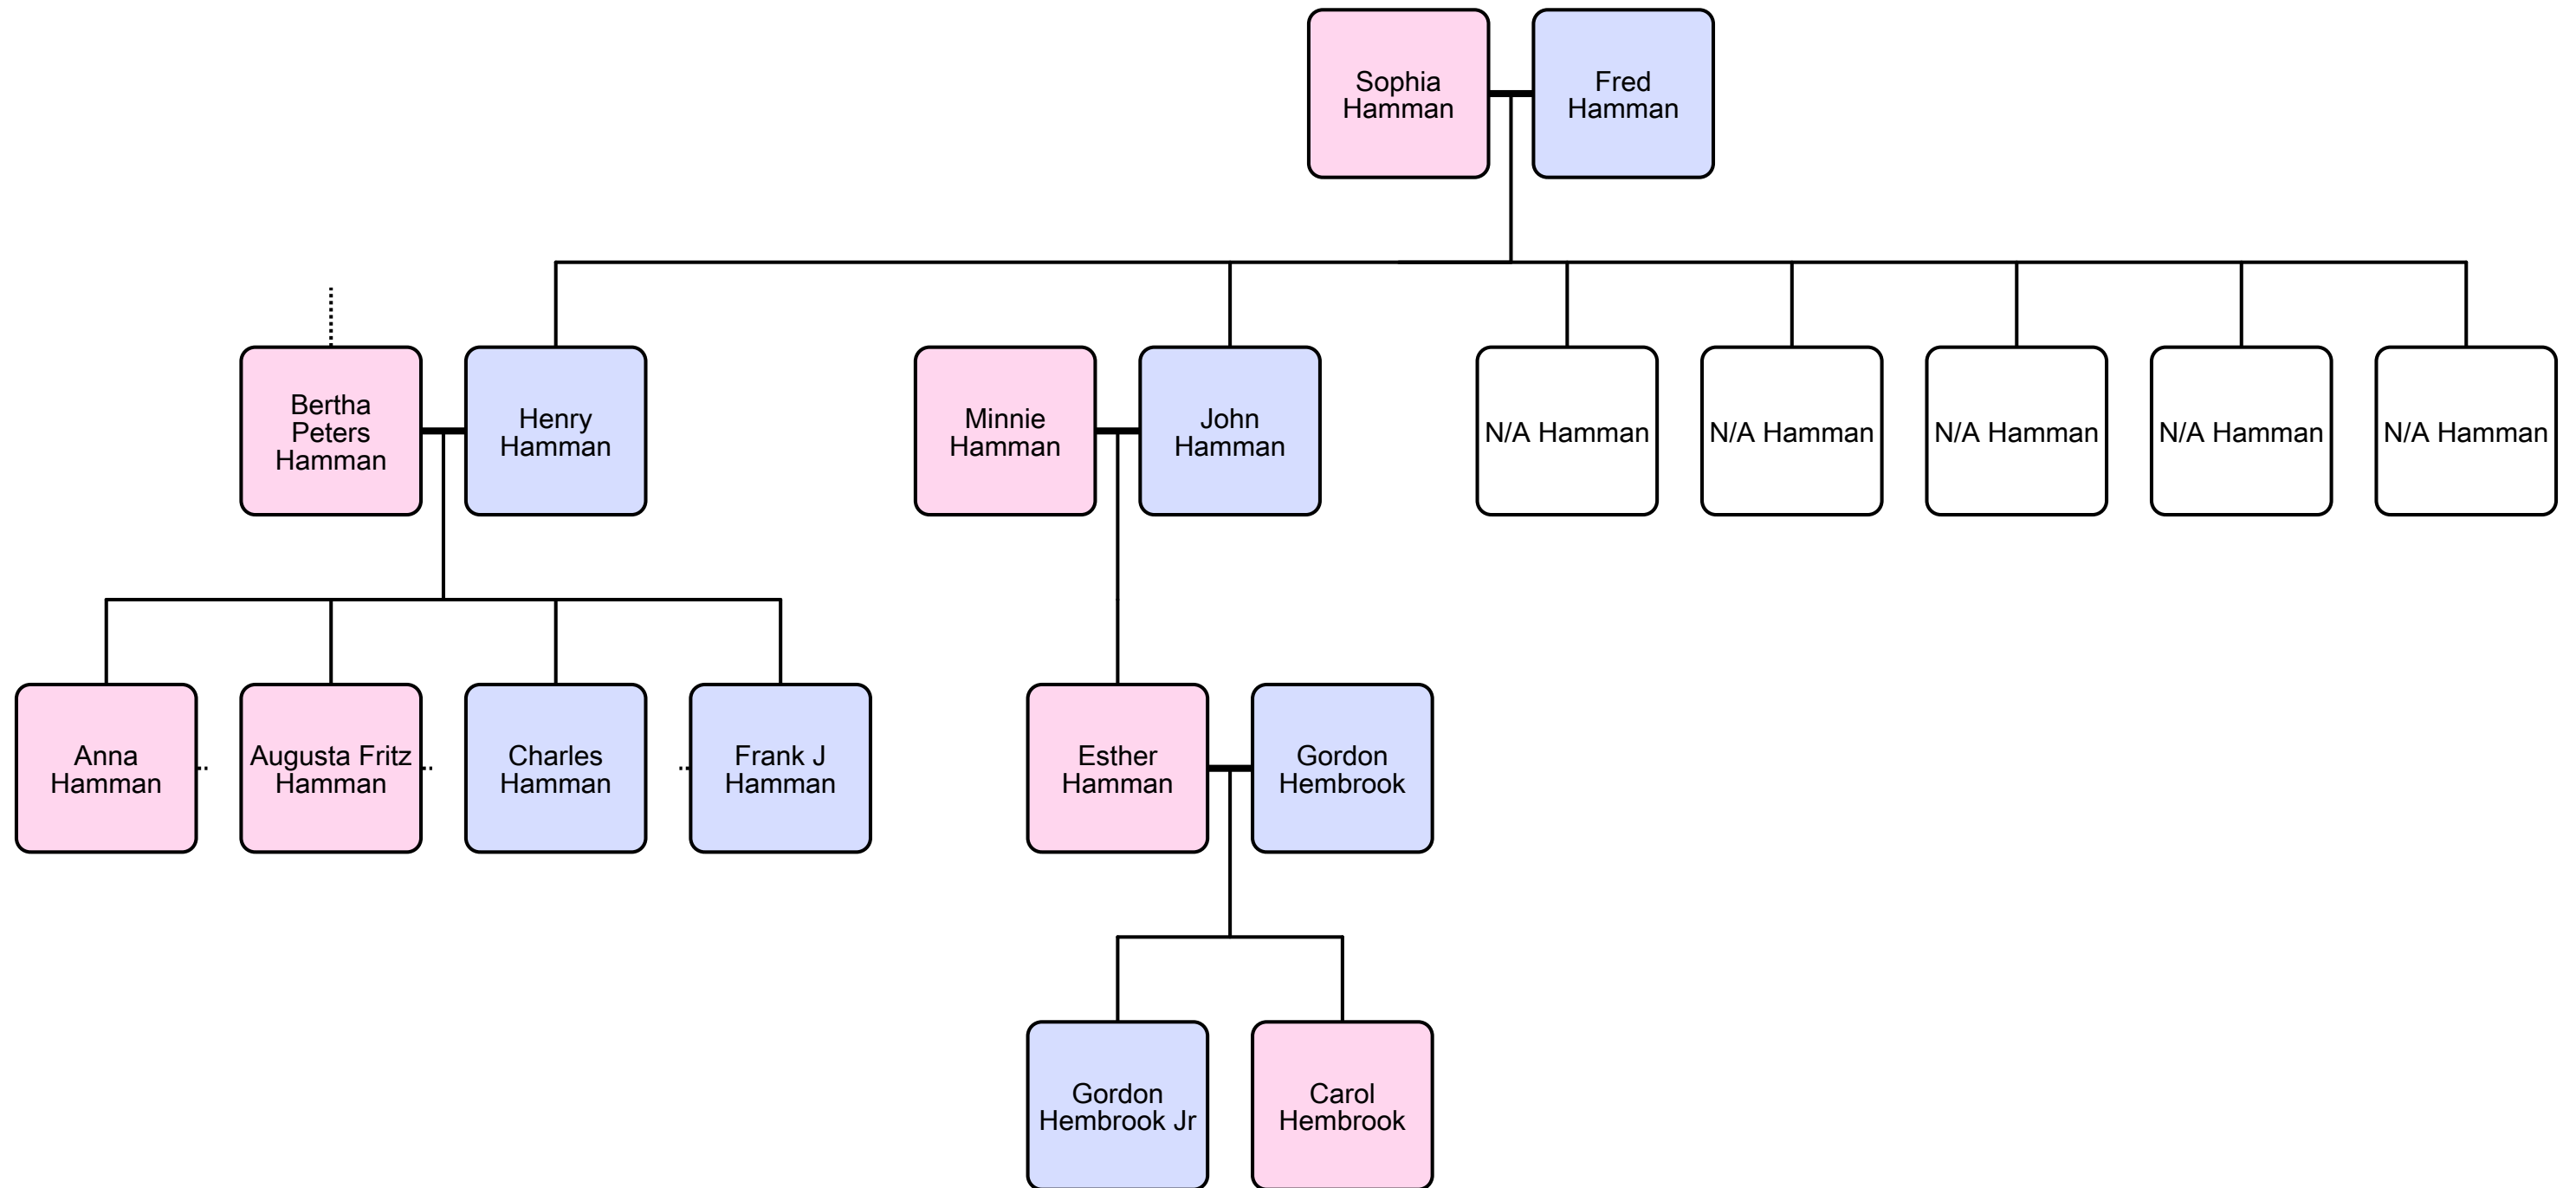 Sophia
Hamman
Fred
Hamman
Bertha
Peters
Hamman
Henry
Hamman
Minnie
Hamman
John
Hamman
N/A Hamman
N/A Hamman
N/A Hamman
N/A Hamman
N/A Hamman
Anna
Hamman
Augusta Fritz
Hamman
Charles
Hamman
Frank J
Hamman
Esther
Hamman
Gordon
Hembrook
Gordon
Hembrook Jr
Carol
Hembrook